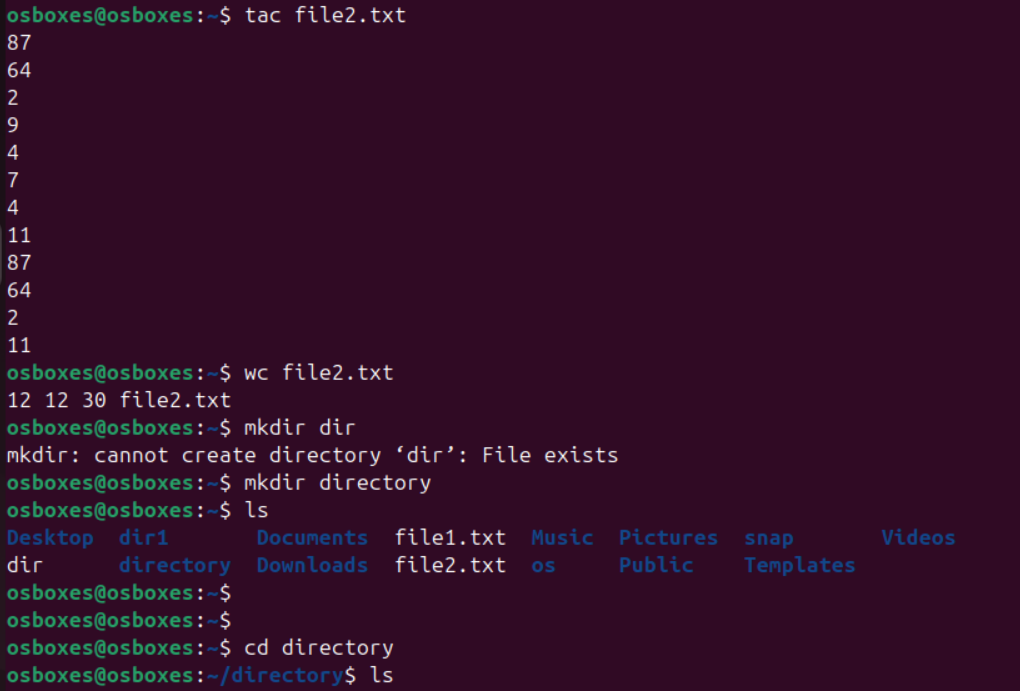 osboxes@osboxes:~$ tac file2.txt
87
64
2
9
4
7
4
11
87
64
2
11
osboxes@osboxes:~$ wc file2.txt
12 12 30 file2.txt
osboxes@osboxes:~$ mkdir dir
mkdir: cannot create directory ‘dir’: File exists
osboxes@osboxes:~$ mkdir directory
osboxes@osboxes:~$ ls
Desktop  dir1       Documents  file1.txt  Music  Pictures  snap       Videos
dir      directory  Downloads  file2.txt  os     Public    Templates
osboxes@osboxes:~$
osboxes@osboxes:~$
osboxes@osboxes:~$ cd directory
osboxes@osboxes:~/directory$ ls